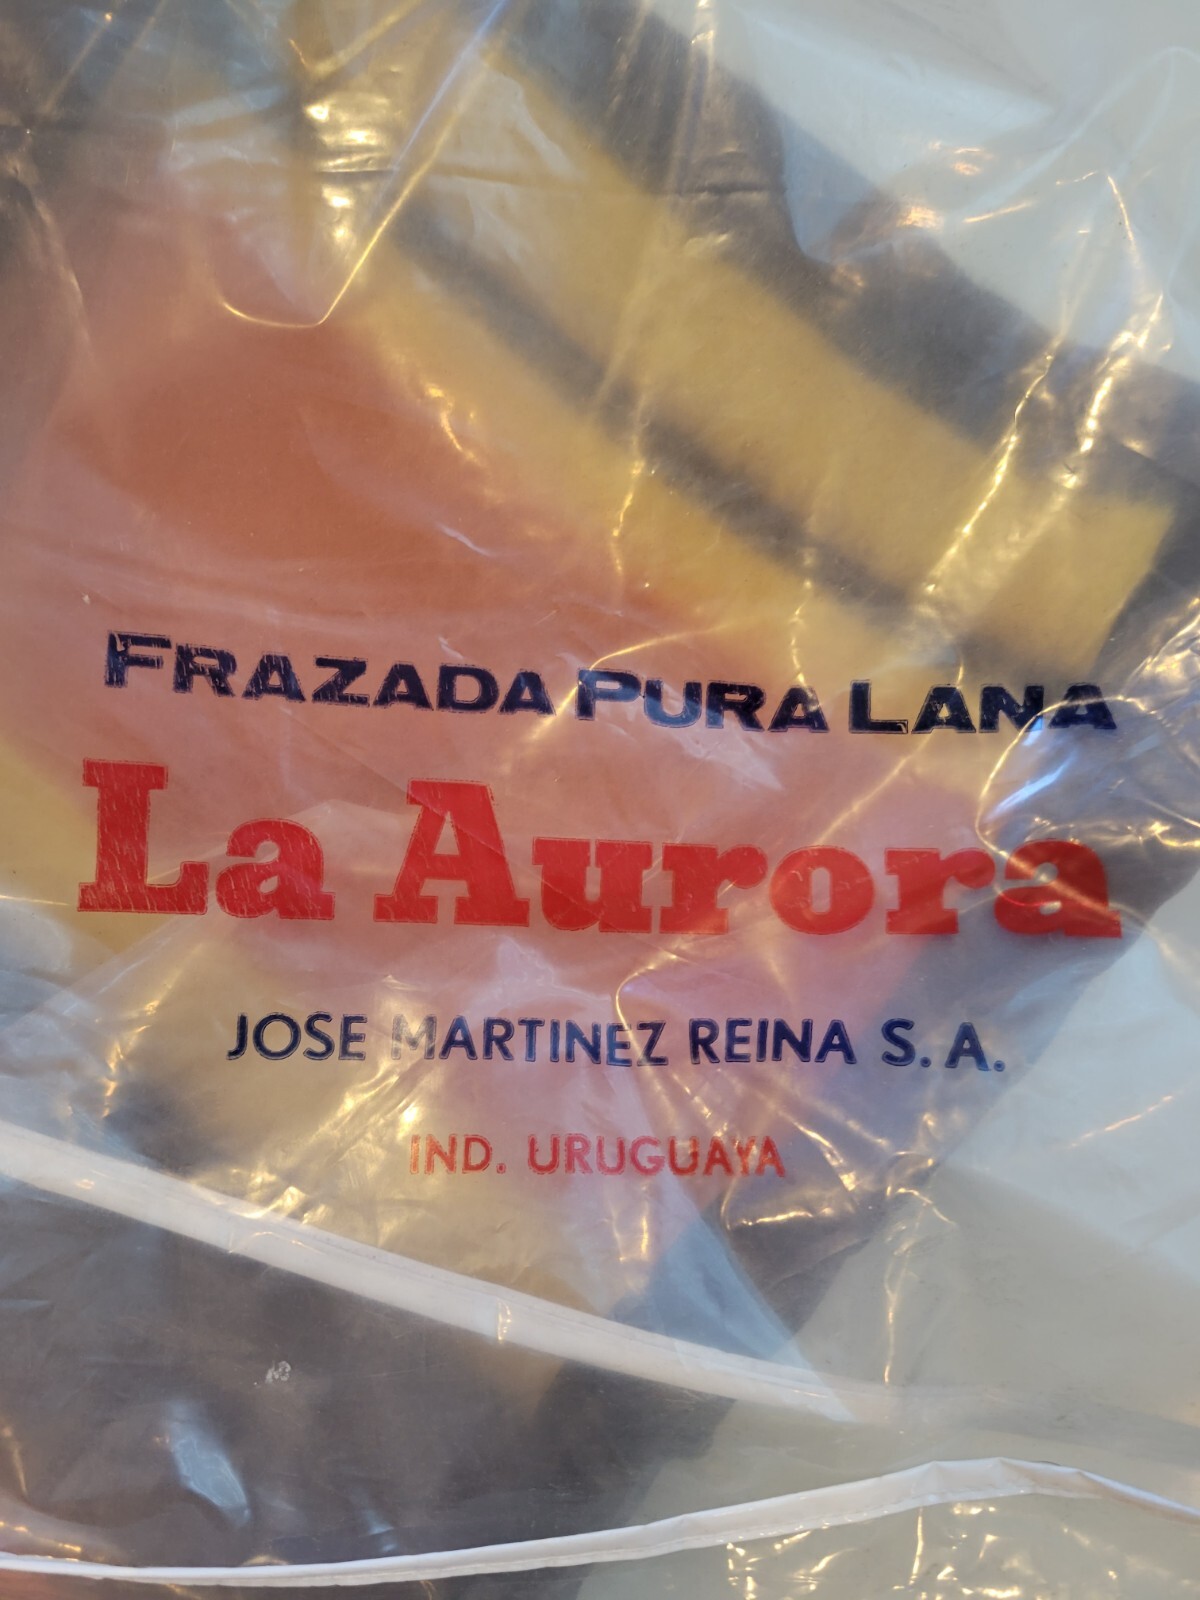 FRAZADA PURA LANA
La Aurora
JOSE MARTINEZ REINA S. A.
IND. URUGUAYA